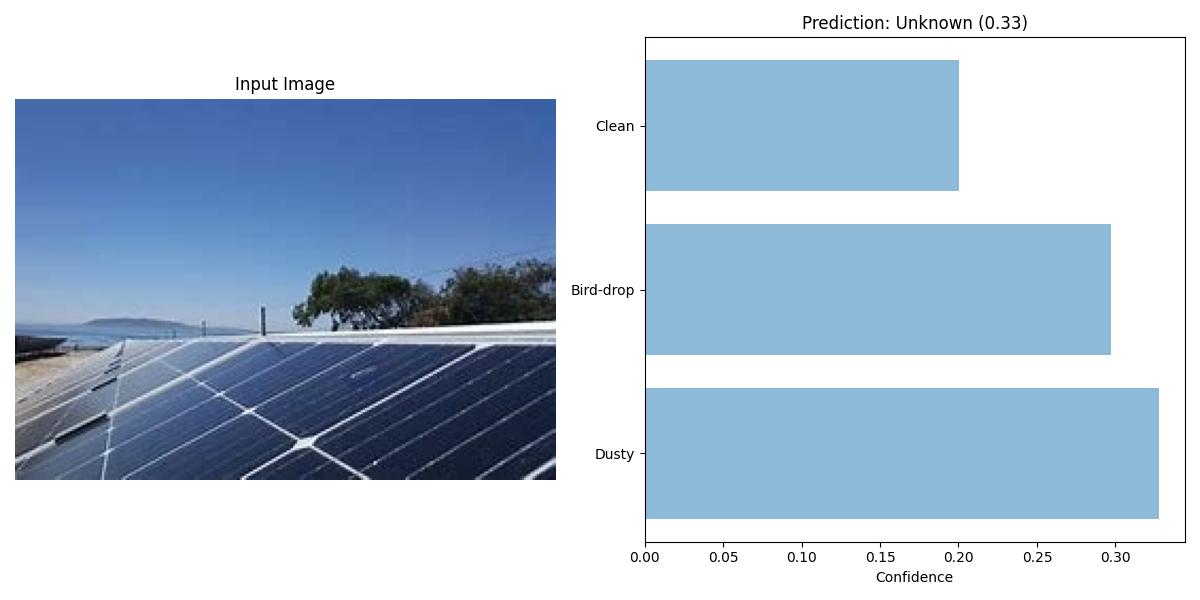 Input Image
Prediction: Unknown (0.33)
Clean
Bird-drop
Dusty
0.00 0.05 0.10 0.15 0.20 0.25 0.30
Confidence